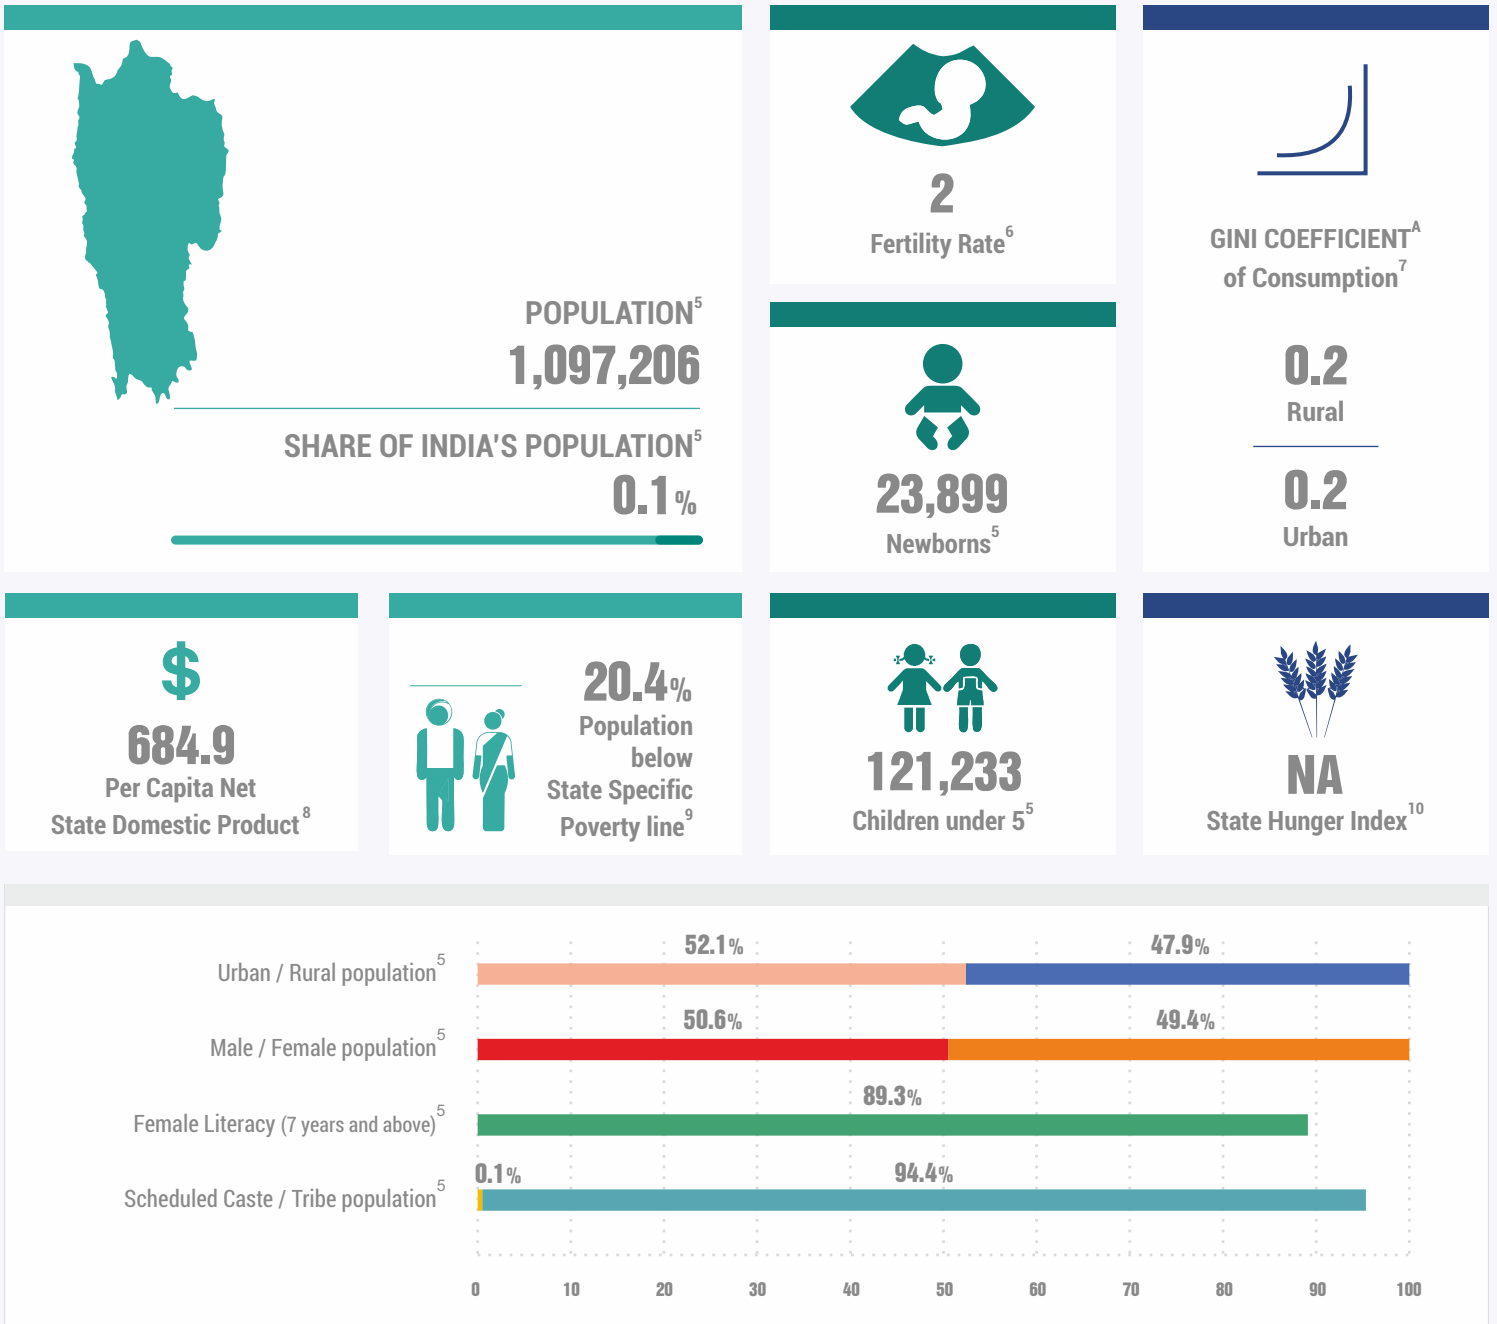 POPULATION5
1,097,206
SHARE OF INDIA'S POPULATION5
0.1%
2
Fertility Rate6
23,899
Newborns5
GINI COEFFICIENTA
of Consumption7
0.2
Rural
0.2
Urban
$
684.9
Per Capita Net
State Domestic Product8
20.4%
Population
below
State Specific
Poverty line9
121,233
Children under 55
NA
State Hunger Index10
52.1% 47.9%
Urban / Rural population5
50.6% 49.4%
Male / Female population5
89.3%
Female Literacy (7 years and above)5
0.1% 94.4%
Scheduled Caste / Tribe population5
0 10 20 30 40 50 60 70 80 90 100